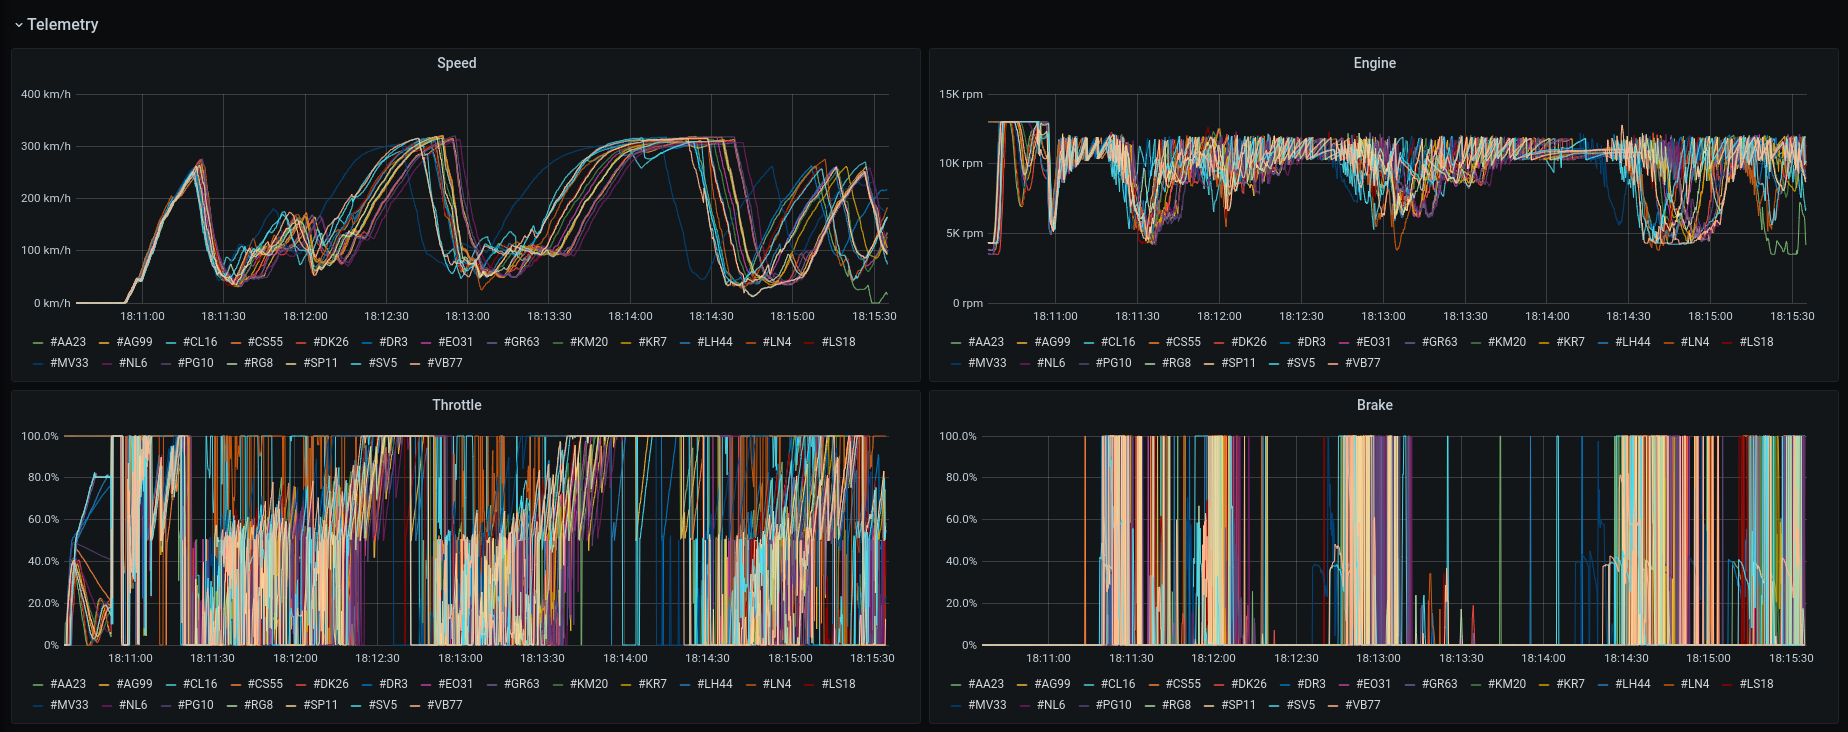 Telemetry
Speed
400 km/h
300 km/h
200 km/h
100 km/h
0 km/h
18:11:00 18:11:30 18:12:00 18:12:30 18:13:00 18:13:30 18:14:00 18:14:30 18:15:00 18:15:30
#AA23 #AG99 #CL16 #CS55 #DK26 #DR3 #EO31 #GR63 #KM20 #KR7 #LH44 #LN4 #LS18
#MV33 #NL6 #PG10 #RG8 #SP11 #SV5 #VB77
Engine
15K rpm
10K rpm
5K rpm
0 rpm
18:11:00 18:11:30 18:12:00 18:12:30 18:13:00 18:13:30 18:14:00 18:14:30 18:15:00 18:15:30
#AA23 #AG99 #CL16 #CS55 #DK26 #DR3 #EO31 #GR63 #KM20 #KR7 #LH44 #LN4 #LS18
#MV33 #NL6 #PG10 #RG8 #SP11 #SV5 #VB77
Throttle
100.0%
80.0%
60.0%
40.0%
20.0%
0%
18:11:00 18:11:30 18:12:00 18:12:30 18:13:00 18:13:30 18:14:00 18:14:30 18:15:00 18:15:30
#AA23 #AG99 #CL16 #CS55 #DK26 #DR3 #EO31 #GR63 #KM20 #KR7 #LH44 #LN4 #LS18
#MV33 #NL6 #PG10 #RG8 #SP11 #SV5 #VB77
Brake
100.0%
80.0%
60.0%
40.0%
20.0%
0%
18:11:00 18:11:30 18:12:00 18:12:30 18:13:00 18:13:30 18:14:00 18:14:30 18:15:00 18:15:30
#AA23 #AG99 #CL16 #CS55 #DK26 #DR3 #EO31 #GR63 #KM20 #KR7 #LH44 #LN4 #LS18
#MV33 #NL6 #PG10 #RG8 #SP11 #SV5 #VB77